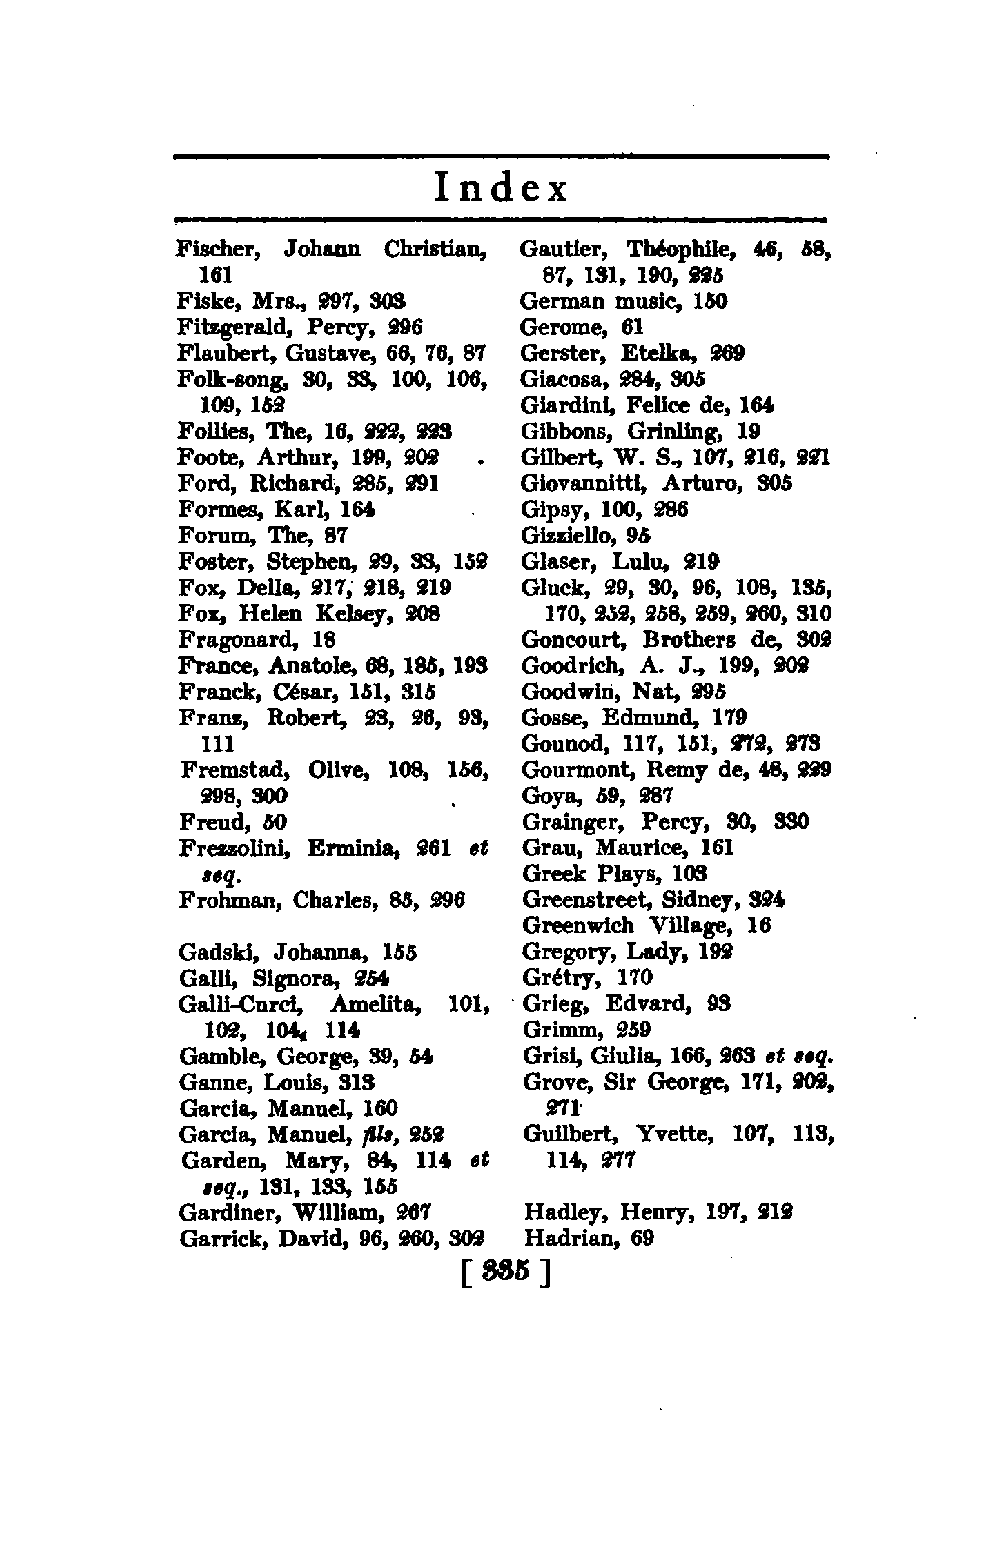 Index
Fischer, Johann Christian,
161
Fiske, Mrs., 297, 303
Fitzgerald, Percy, 296
Flaubert, Gustave, 66, 76, 87
Folk-song, 30, 33, 100, 106,
109, 152
Follies, The, 16, 222, 223
Foote, Arthur, 199, 202
Ford, Richard, 285, 291
Formes, Karl, 164
Forum, The, 87
Foster, Stephen, 29, 33, 152
Fox, Della, 217, 218, 219
Fox, Helen Kelsey, 208
Fragonard, 18
France, Anatole, 68, 185, 193
Franck, César, 151, 315
Franz, Robert, 23, 26, 93,
111
Fremstad, Olive, 108, 156,
298, 300
Freud, 50
Frezzolini, Erminia, 261 et
seq.
Frohman, Charles, 85, 296
Gadski, Johanna, 155
Galli, Signora, 254
Galli-Curci, Amelita, 101,
102, 104, 114
Gamble, George, 39, 54
Ganne, Louis, 313
Garcia, Manuel, 160
Garcia, Manuel, fils, 252
Garden, Mary, 84, 114 et
seq., 131, 133, 155
Gardiner, William, 267
Garrick, David, 96, 260, 302
Gautier, Théophile, 46, 58,
87, 131, 190, 225
German music, 150
Gerome, 61
Gerster, Etelka, 269
Giacosa, 284, 305
Giardini, Felice de, 164
Gibbons, Grinling, 19
Gilbert, W. S., 107, 216, 221
Giovannitti, Arturo, 305
Gipsy, 100, 286
Gizziello, 95
Glaser, Lulu, 219
Gluck, 29, 30, 96, 108, 135,
170, 252, 258, 259, 260, 310
Goncourt, Brothers de, 302
Goodrich, A. J., 199, 202
Goodwin, Nat, 295
Gosse, Edmund, 179
Gounod, 117, 151, 272, 273
Gourmont, Remy de, 48, 229
Goya, 59, 287
Grainger, Percy, 30, 330
Grau, Maurice, 161
Greek Plays, 103
Greenstreet, Sidney, 324
Greenwich Village, 16
Gregory, Lady, 192
Grétry, 170
Grieg, Edvard, 93
Grimm, 259
Grisi, Giulia, 166, 263 et seq.
Grove, Sir George, 171, 202,
271
Guilbert, Yvette, 107, 113,
114, 277
Hadley, Henry, 197, 212
Hadrian, 69
[ 335 ]